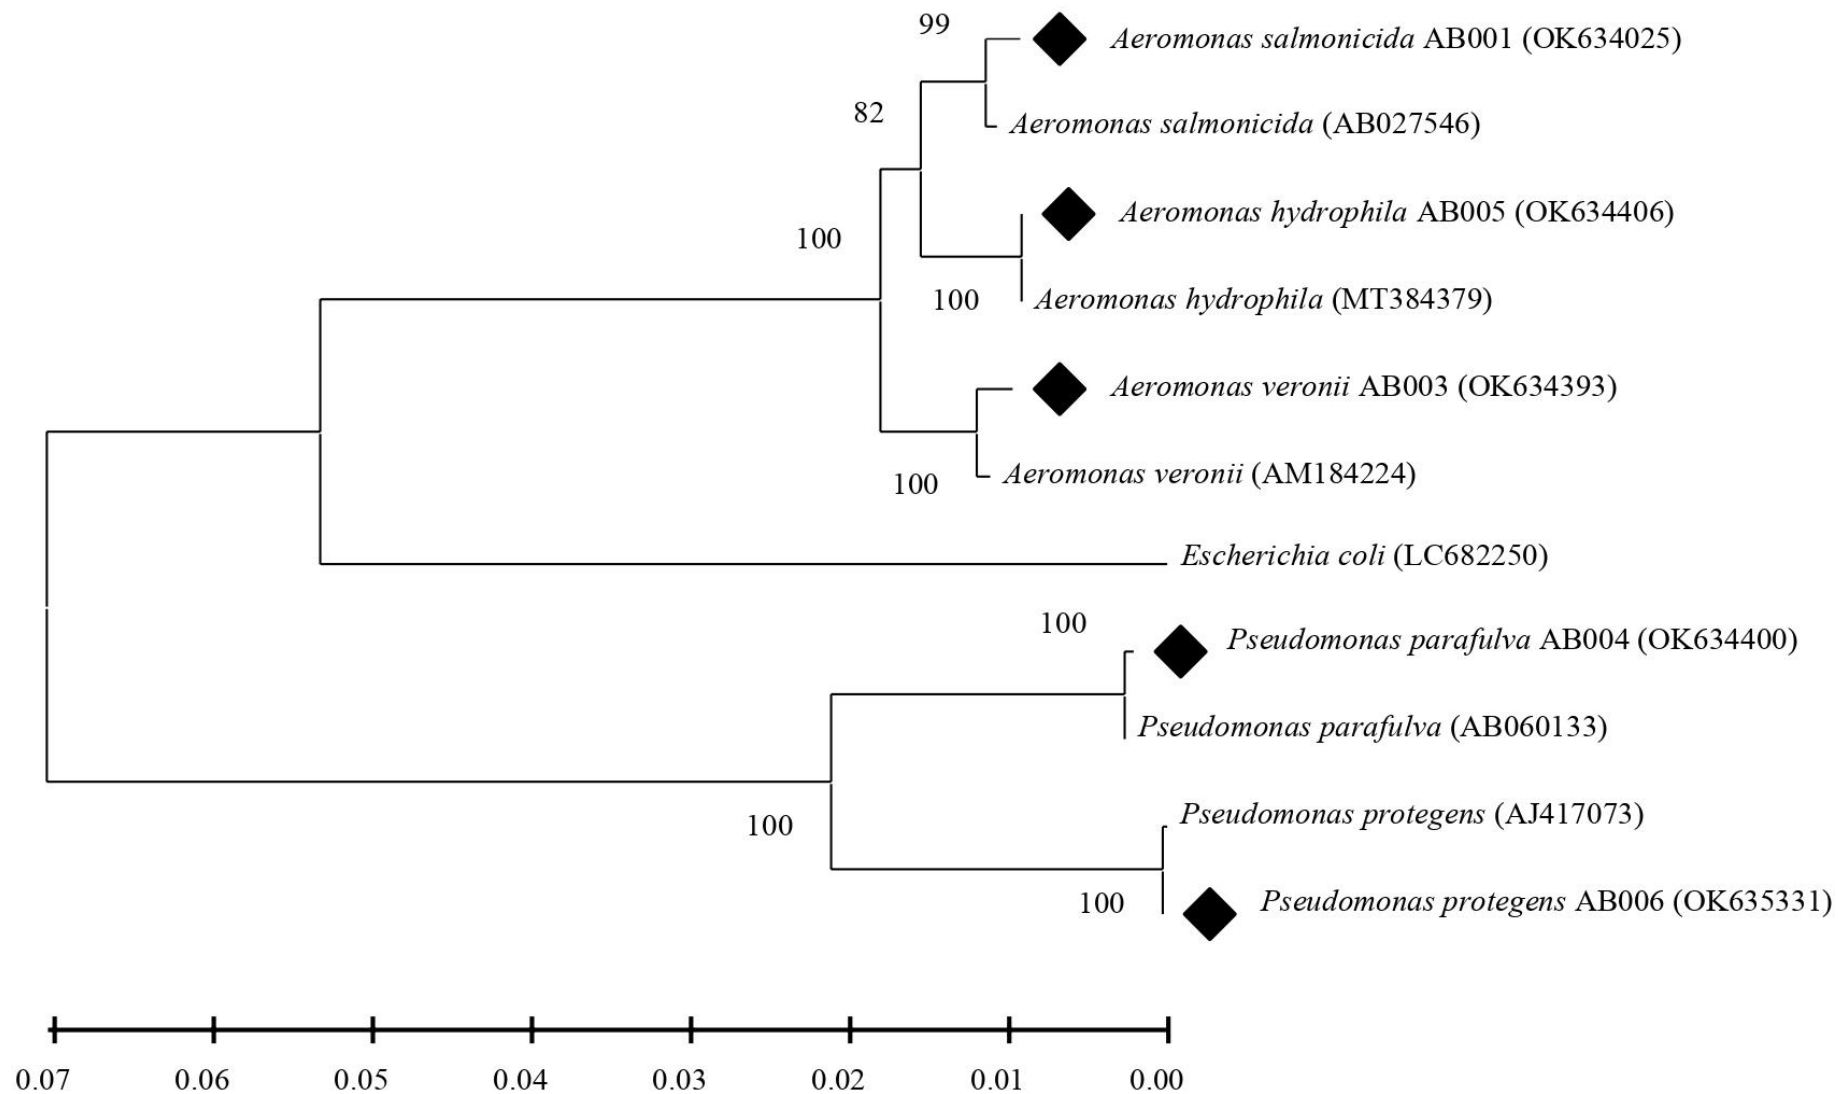 99
Aeromonas salmonicida AB001 (OK634025)
82
Aeromonas salmonicida (AB027546)
Aeromonas hydrophila AB005 (OK634406)
100
100
Aeromonas hydrophila (MT384379)
Aeromonas veronii AB003 (OK634393)
100
Aeromonas veronii (AM184224)
Escherichia coli (LC682250)
100
Pseudomonas parafulva AB004 (OK634400)
Pseudomonas parafulva (AB060133)
Pseudomonas protegens (AJ417073)
100
100
Pseudomonas protegens AB006 (OK635331)
0.07 0.06 0.05 0.04 0.03 0.02 0.01 0.00